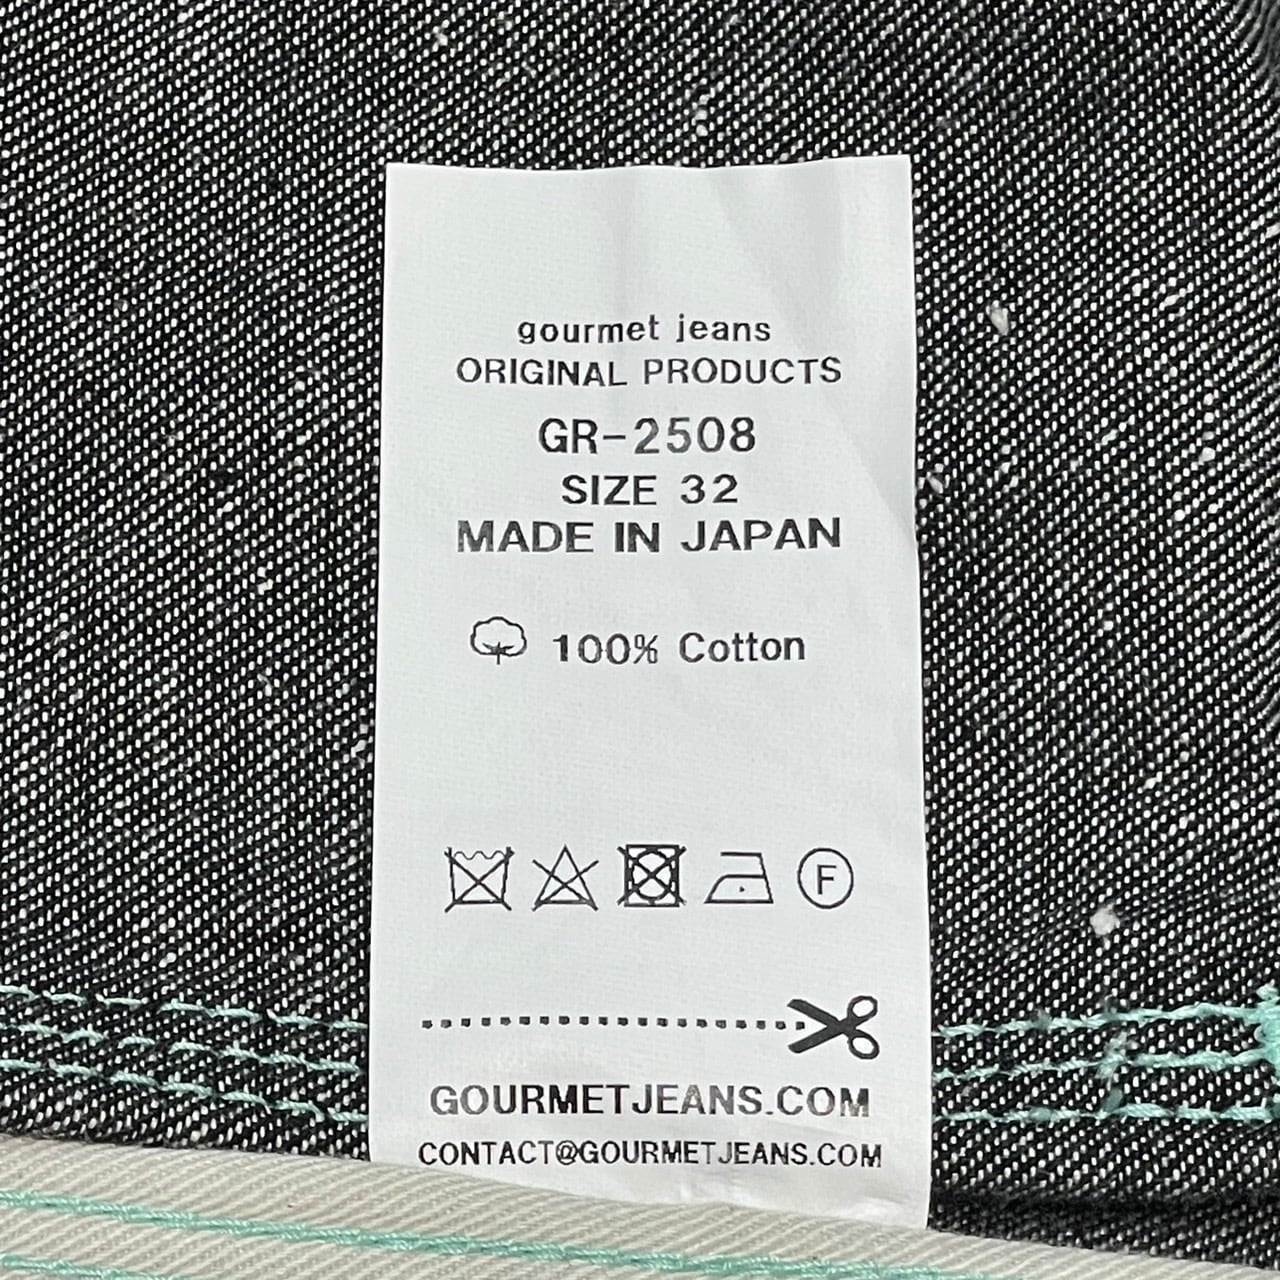 gourmet jeans
ORIGINAL PRODUCTS
GR-2508
SIZE 32
MADE IN JAPAN
100% Cotton
F
GOURMETJEANS.COM
CONTACT@GOURMETJEANS.COM